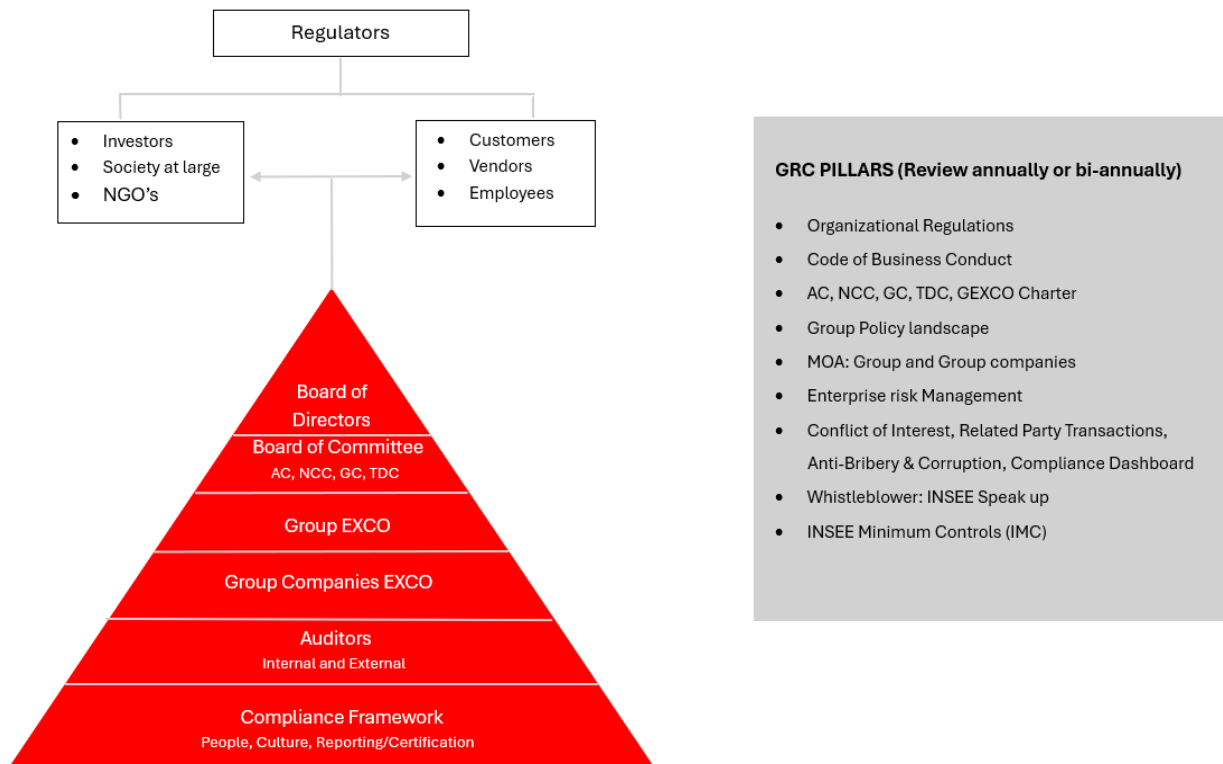 Regulators
• Investors
• Society at large
• NGO's
• Customers
• Vendors
• Employees
Board of
Directors
Board of Committee
AC, NCC, GC, TDC
Group EXCO
Group Companies EXCO
Auditors
Internal and External
Compliance Framework
People, Culture, Reporting/Certification
GRC PILLARS (Review annually or bi-annually)
• Organizational Regulations
• Code of Business Conduct
• AC, NCC, GC, TDC, GEXCO Charter
• Group Policy landscape
• MOA: Group and Group companies
• Enterprise risk Management
• Conflict of Interest, Related Party Transactions,
Anti-Bribery & Corruption, Compliance Dashboard
• Whistleblower: INSEE Speak up
• INSEE Minimum Controls (IMC)